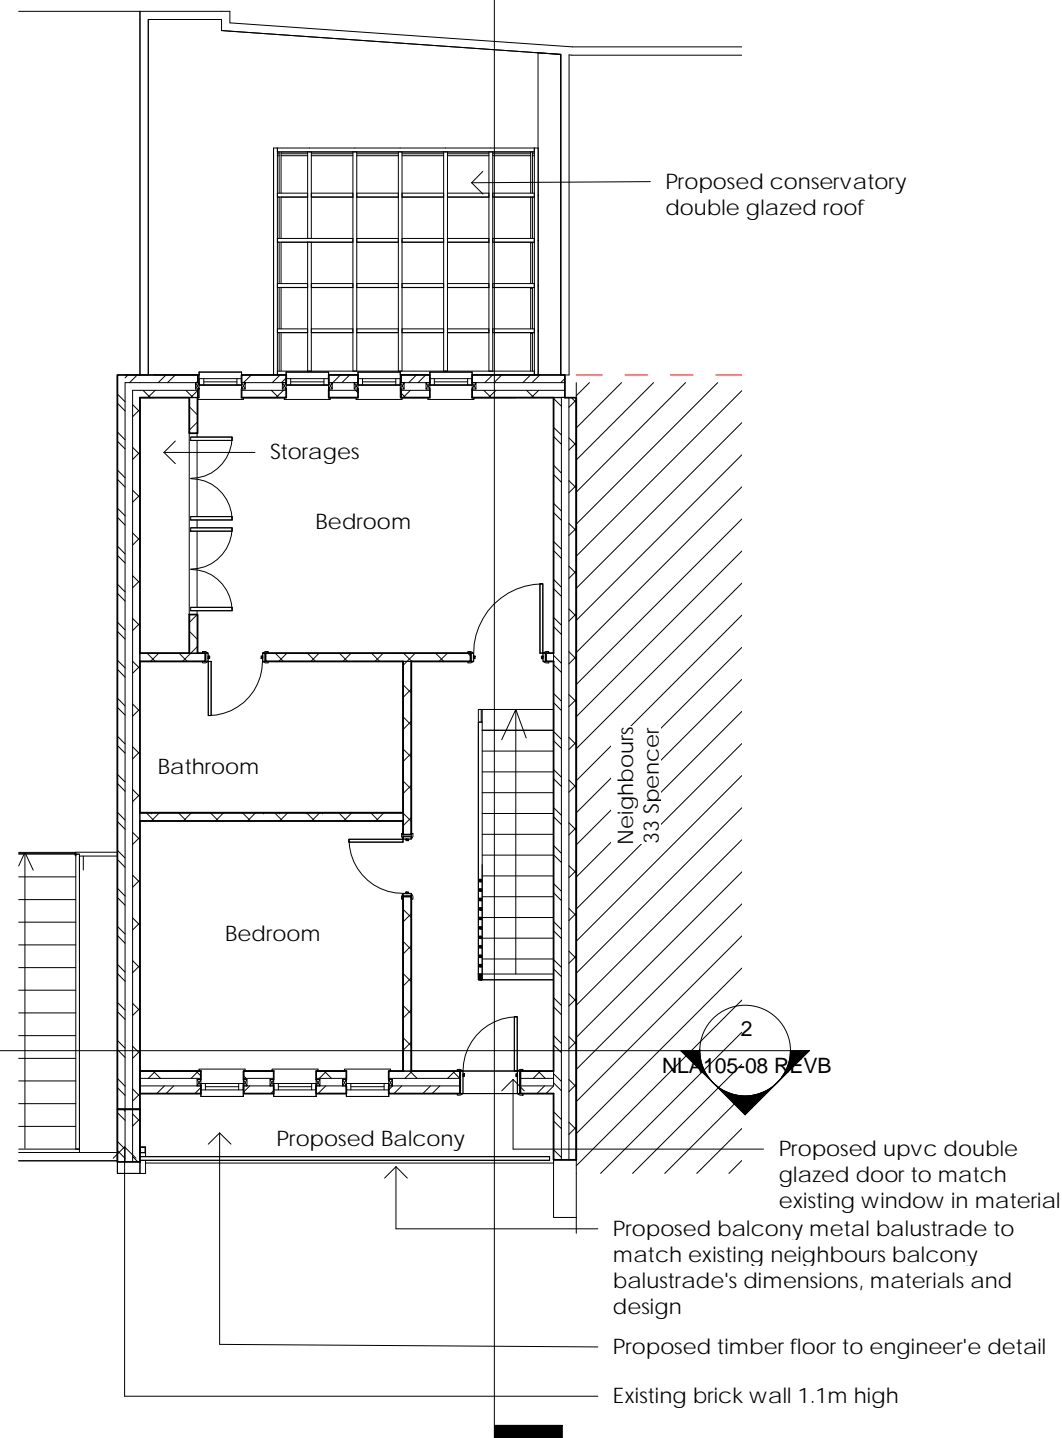 Proposed conservatory
double glazed roof
Storages
Bedroom
Neighbours
33 Spencer
Bathroom
Bedroom
2
NLA105-08 REVB
Proposed Balcony
Proposed upvc double
glazed door to match
existing window in material
Proposed balcony metal balustrade to
match existing neighbours balcony
balustrade's dimensions, materials and
design
Proposed timber floor to engineer'e detail
Existing brick wall 1.1m high